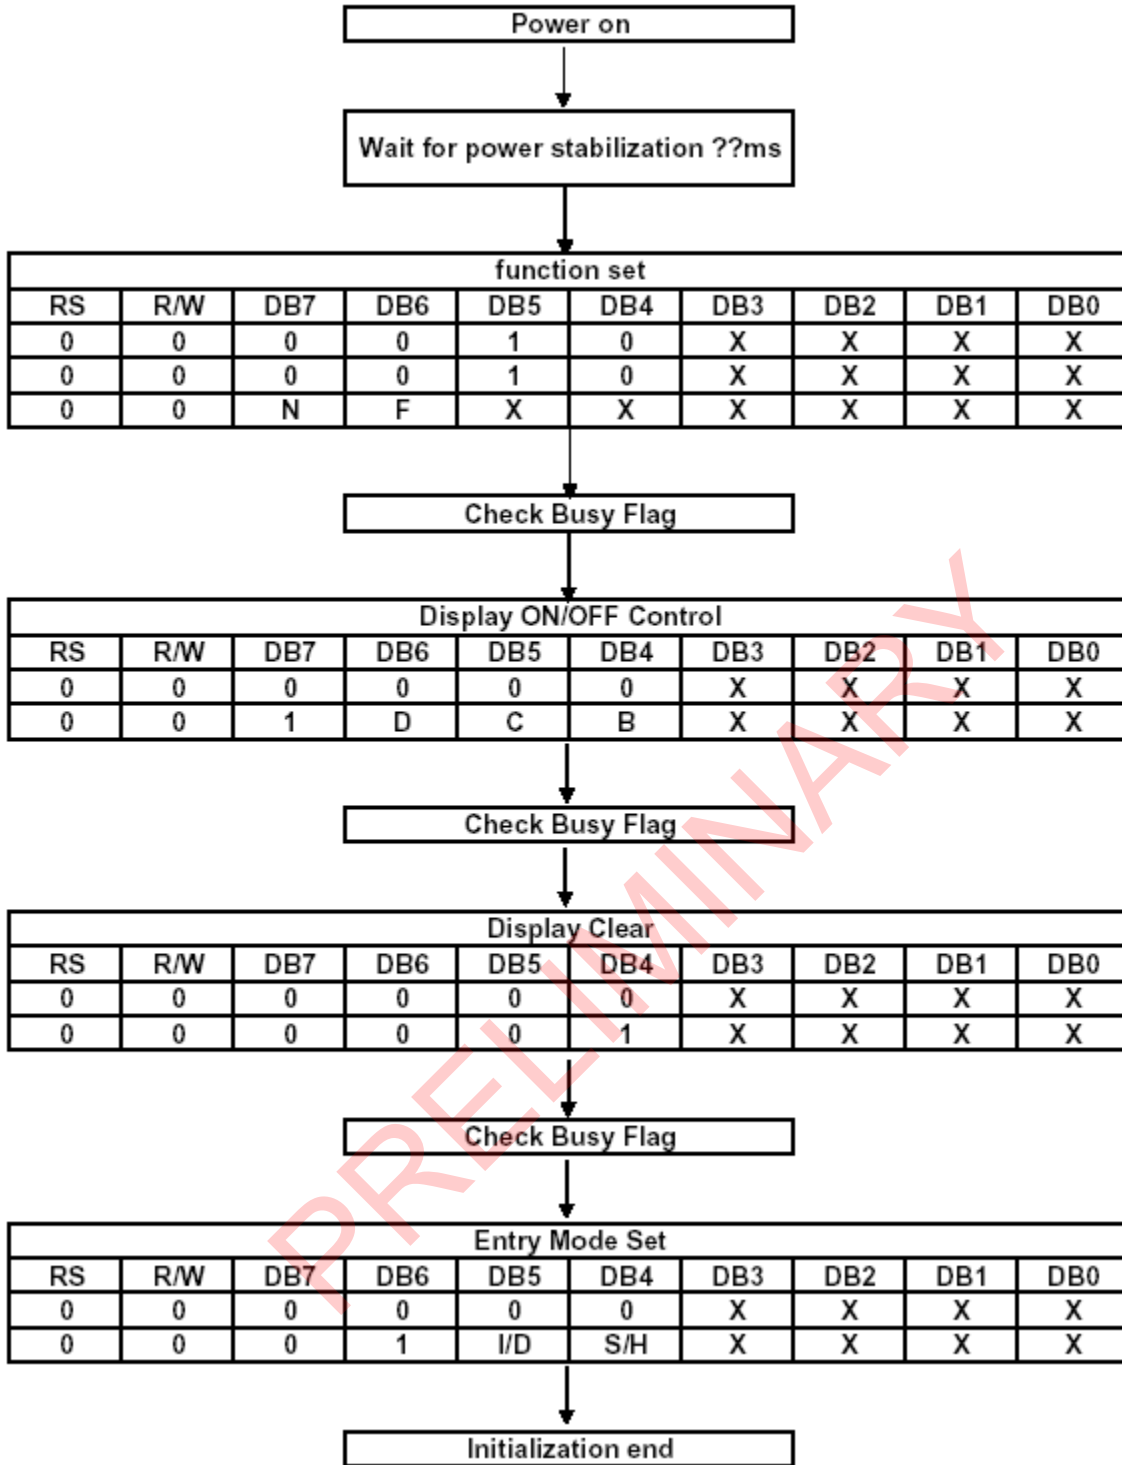 Power on
Wait for power stabilization ??ms
function set
RS R/W DB7 DB6 DB5 DB4 DB3 DB2 DB1 DB0
0 0 0 0 1 0 X X X X
0 0 0 0 1 0 X X X X
0 0 N F X X X X X X
Check Busy Flag
Display ON/OFF Control
RS R/W DB7 DB6 DB5 DB4 DB3 DB2 DB1 DB0
0 0 0 0 0 0 X X X X
0 0 1 D C B X X X X
Check Busy Flag
Display Clear
RS R/W DB7 DB6 DB5 DB4 DB3 DB2 DB1 DB0
0 0 0 0 0 0 X X X X
0 0 0 0 0 1 X X X X
Check Busy Flag
Entry Mode Set
RS R/W DB7 DB6 DB5 DB4 DB3 DB2 DB1 DB0
0 0 0 0 0 0 X X X X
0 0 0 1 I/D S/H X X X X
Initialization end
PRELIMINARY